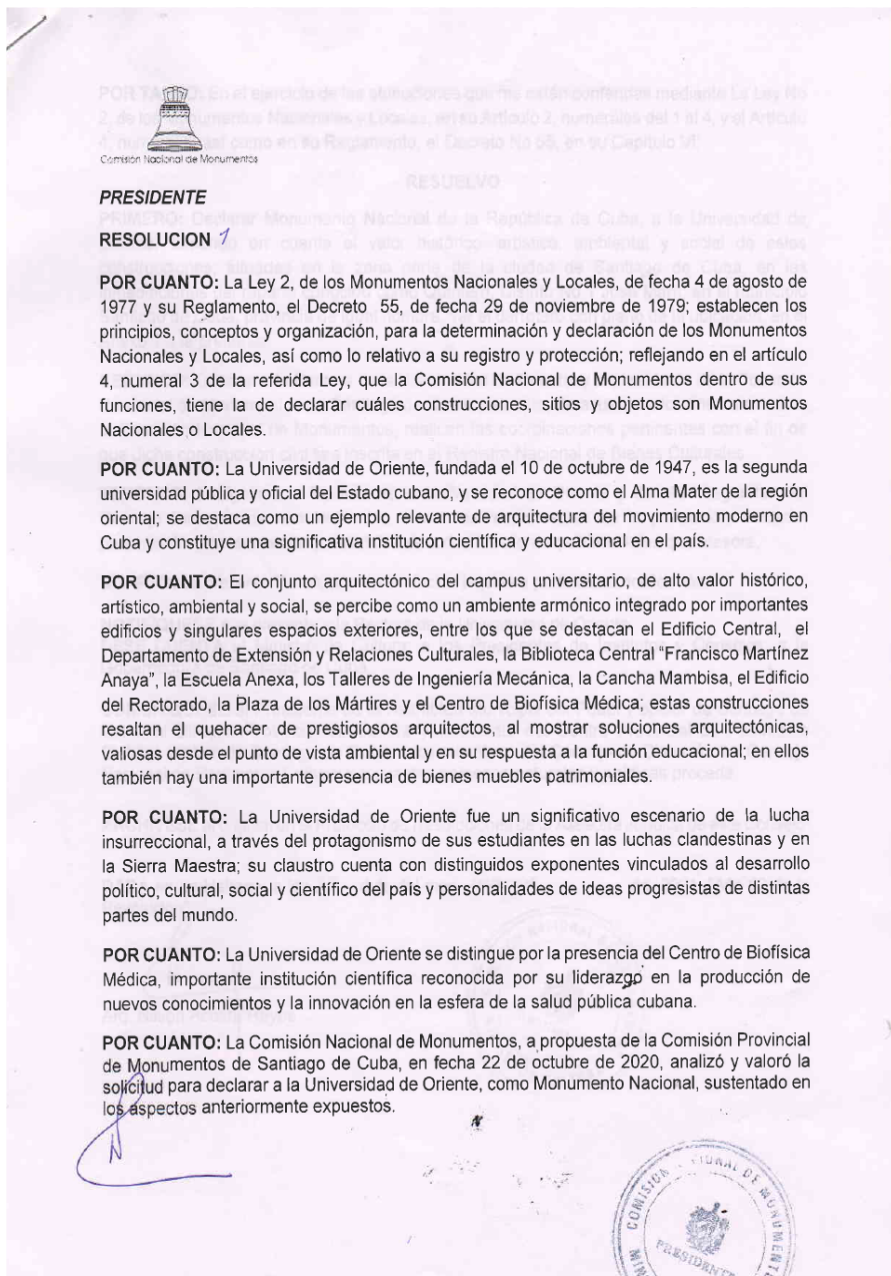 Comisión Nacional de Monumentos
PRESIDENTE
RESOLUCION 1
POR CUANTO: La Ley 2, de los Monumentos Nacionales y Locales, de fecha 4 de agosto de
1977 y su Reglamento, el Decreto 55, de fecha 29 de noviembre de 1979; establecen los
principios, conceptos y organización, para la determinación y declaración de los Monumentos
Nacionales y Locales, así como lo relativo a su registro y protección; reflejando en el artículo
4, numeral 3 de la referida Ley, que la Comisión Nacional de Monumentos dentro de sus
funciones, tiene la de declarar cuáles construcciones, sitios y objetos son Monumentos
Nacionales o Locales.
POR CUANTO: La Universidad de Oriente, fundada el 10 de octubre de 1947, es la segunda
universidad pública y oficial del Estado cubano, y se reconoce como el Alma Mater de la región
oriental; se destaca como un ejemplo relevante de arquitectura del movimiento moderno en
Cuba y constituye una significativa institución científica y educacional en el país.
POR CUANTO: El conjunto arquitectónico del campus universitario, de alto valor histórico,
artístico, ambiental y social, se percibe como un ambiente armónico integrado por importantes
edificios y singulares espacios exteriores, entre los que se destacan el Edificio Central, el
Departamento de Extensión y Relaciones Culturales, la Biblioteca Central “Francisco Martínez
Anaya”, la Escuela Anexa, los Talleres de Ingeniería Mecánica, la Cancha Mambisa, el Edificio
del Rectorado, la Plaza de los Mártires y el Centro de Biofísica Médica; estas construcciones
resaltan el quehacer de prestigiosos arquitectos, al mostrar soluciones arquitectónicas,
valiosas desde el punto de vista ambiental y en su respuesta a la función educacional; en ellos
también hay una importante presencia de bienes muebles patrimoniales.
POR CUANTO: La Universidad de Oriente fue un significativo escenario de la lucha
insurreccional, a través del protagonismo de sus estudiantes en las luchas clandestinas y en
la Sierra Maestra; su claustro cuenta con distinguidos exponentes vinculados al desarrollo
político, cultural, social y científico del país y personalidades de ideas progresistas de distintas
partes del mundo.
POR CUANTO: La Universidad de Oriente se distingue por la presencia del Centro de Biofísica
Médica, importante institución científica reconocida por su liderazgo en la producción de
nuevos conocimientos y la innovación en la esfera de la salud pública cubana.
POR CUANTO: La Comisión Nacional de Monumentos, a propuesta de la Comisión Provincial
de Monumentos de Santiago de Cuba, en fecha 22 de octubre de 2020, analizó y valoró la
solicitud para declarar a la Universidad de Oriente, como Monumento Nacional, sustentado en
los aspectos anteriormente expuestos.
COMISION DE MONUMENTO
PRESIDENTE